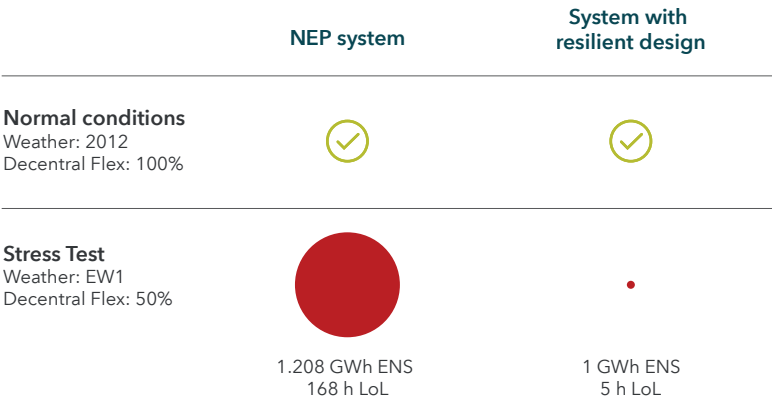 NEP system
System with
resilient design
Normal conditions
Weather: 2012
Decentral Flex: 100%
Stress Test
Weather: EW1
Decentral Flex: 50%
1.208 GWh ENS
168 h LoL
1 GWh ENS
5 h LoL